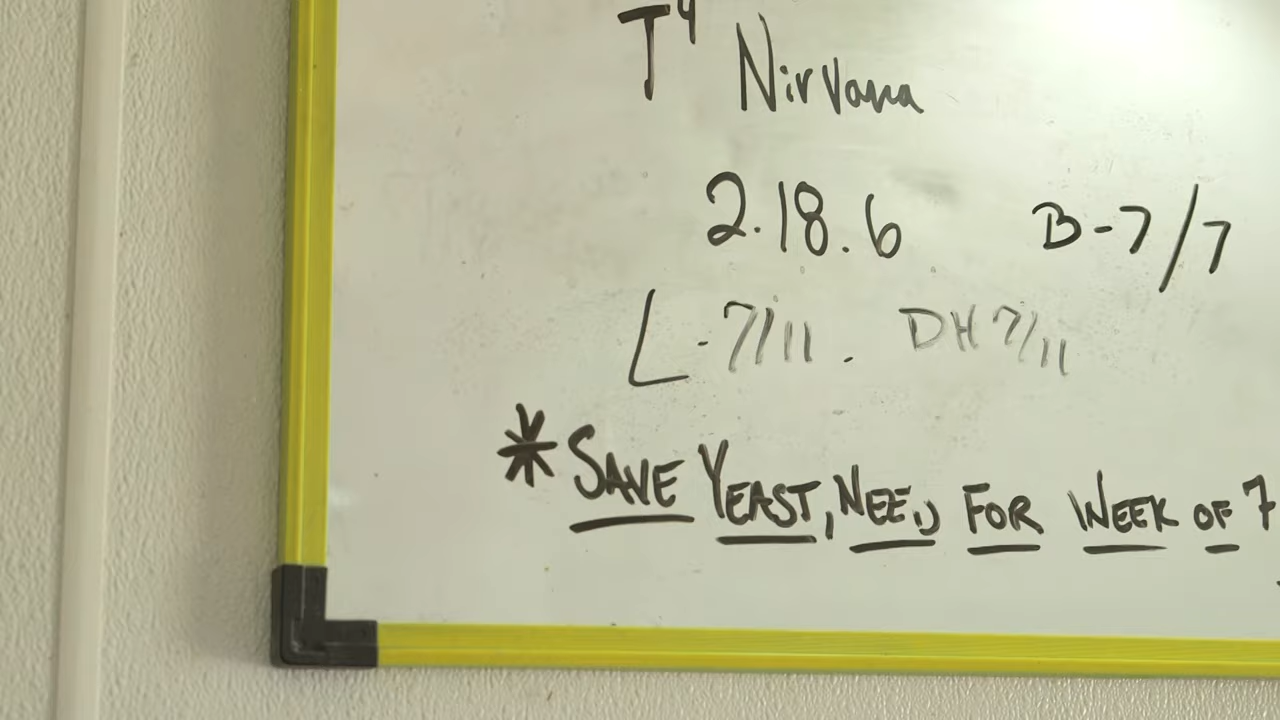 T4 Nirvana
2.18.6 B-7/7
L-7/11. DH 7/11
*SAVE YEAST, NEED FOR WEEK OF 7